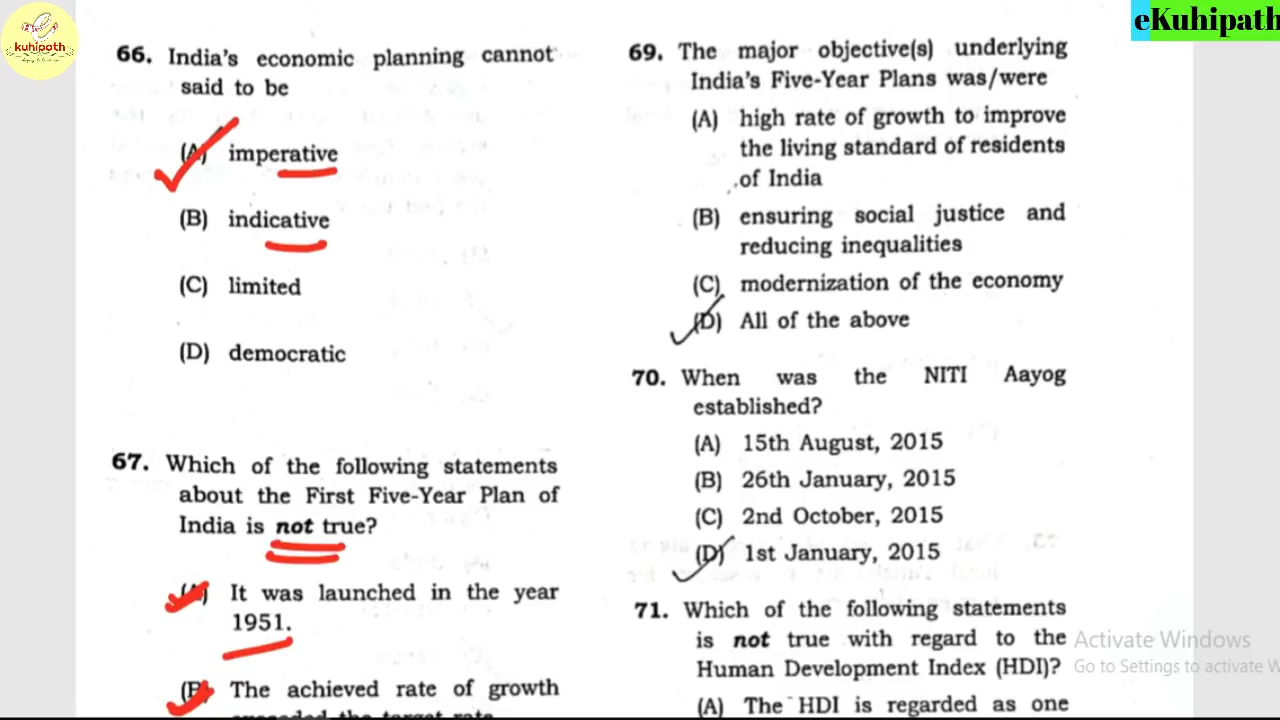 kuhipath
eKuhipath
66. India's economic planning cannot
said to be
(A) imperative
(B) indicative
(C) limited
(D) democratic
67. Which of the following statements
about the First Five-Year Plan of
India is not true?
(A) It was launched in the year
1951.
(B) The achieved rate of growth
exceeded the target rate
69. The major objective(s) underlying
India's Five-Year Plans was/were
(A) high rate of growth to improve
the living standard of residents
of India
(B) ensuring social justice and
reducing inequalities
(C) modernization of the economy
(D) All of the above
70. When was the NITI Aayog
established?
(A) 15th August, 2015
(B) 26th January, 2015
(C) 2nd October, 2015
(D) 1st January, 2015
71. Which of the following statements
is not true with regard to the
Human Development Index (HDI)?
(A) The HDI is regarded as one
Activate Windows
Go to Settings to activate W